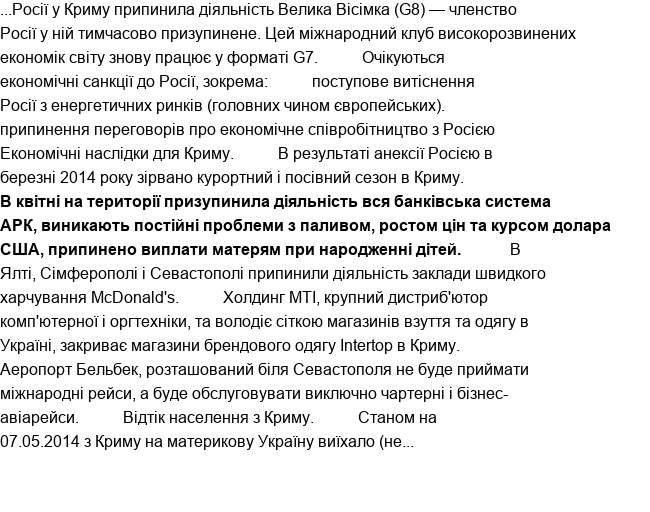 ...Росії у Криму припинила діяльність Велика Вісімка (G8) — членство
Росії у ній тимчасово призупинене. Цей міжнародний клуб високорозвинених
економік світу знову працює у форматі G7. Очікуються
економічні санкції до Росії, зокрема: поступове витіснення
Росії з енергетичних ринків (головних чином європейських).
припинення переговорів про економічне співробітництво з Росією
Економічні наслідки для Криму. В результаті анексії Росією в
березні 2014 року зірвано курортний і посівний сезон в Криму.
В квітні на території призупинила діяльність вся банківська система
АРК, виникають постійні проблеми з паливом, ростом цін та курсом долара
США, припинено виплати матерям при народженні дітей. В
Ялті, Сімферополі і Севастополі припинили діяльність заклади швидкого
харчування McDonald's. Холдинг МТІ, крупний дистриб'ютор
комп'ютерної і оргтехніки, та володіє сіткою магазинів взуття та одягу в
Україні, закриває магазини брендового одягу Intertop в Криму.
Аеропорт Бельбек, розташований біля Севастополя не буде приймати
міжнародні рейси, а буде обслуговувати виключно чартерні і бізнес-
авіарейси. Відтік населення з Криму. Станом на
07.05.2014 з Криму на материкову Україну виїхало (не...